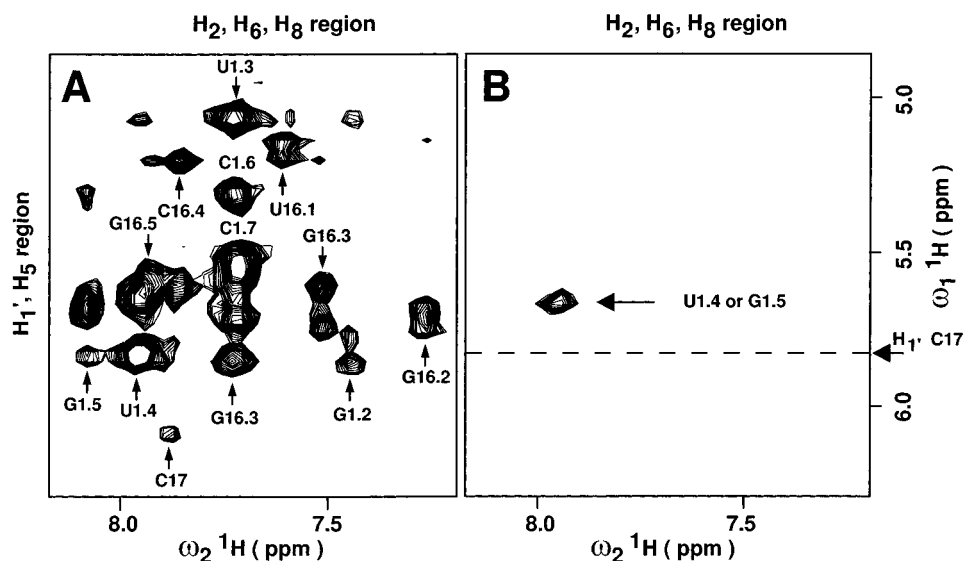 H2, H6, H8 region
H2, H6, H8 region
A
U1.3
C1.6
C16.4
U16.1
G16.5
C1.7
G16.3
G1.5
U1.4
G16.3
G1.2
G16.2
C17
H1', H5 region
8.0
7.5
ω2 1H ( ppm )
B
U1.4 or G1.5
H1', C17
5.0
5.5
6.0
ω1 1H ( ppm )
8.0
7.5
ω2 1H ( ppm )